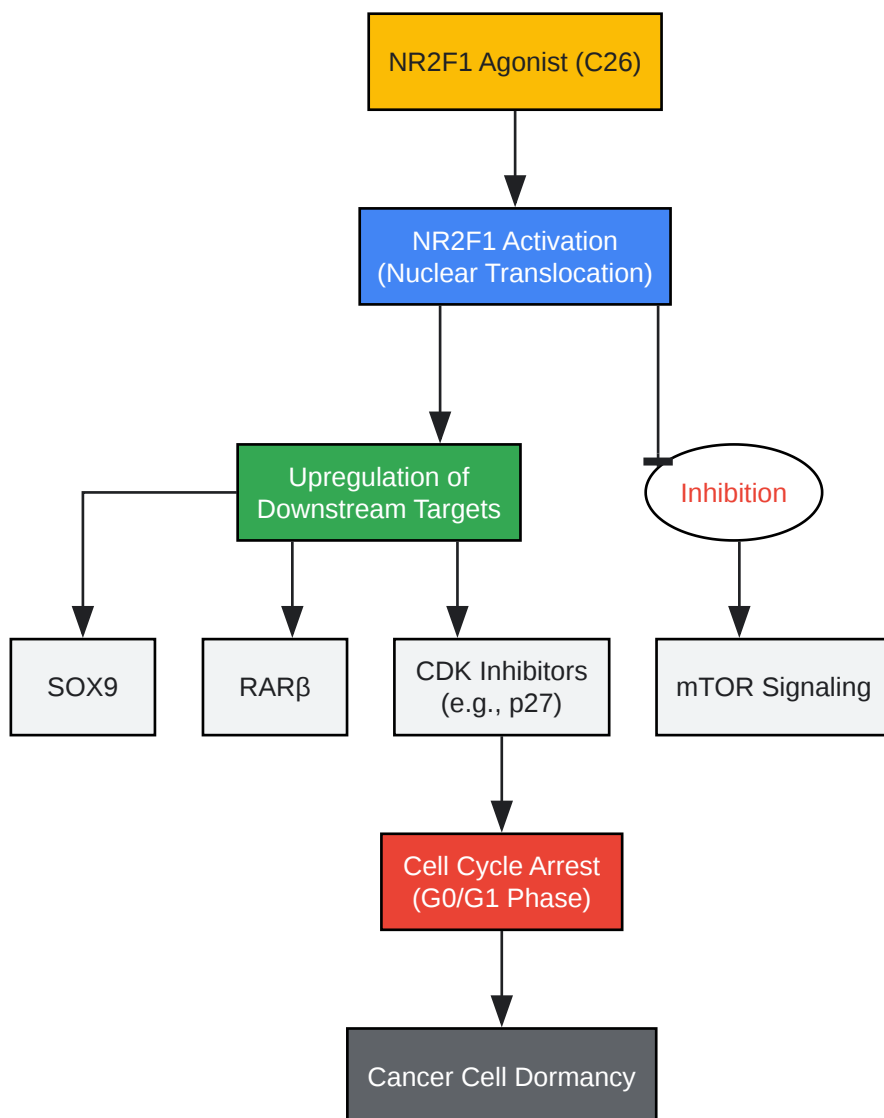 NR2F1 Agonist (C26)
NR2F1 Activation
(Nuclear Translocation)
Upregulation of
Downstream Targets
Inhibition
SOX9
RARβ
CDK Inhibitors
(e.g., p27)
mTOR Signaling
Cell Cycle Arrest
(G0/G1 Phase)
Cancer Cell Dormancy